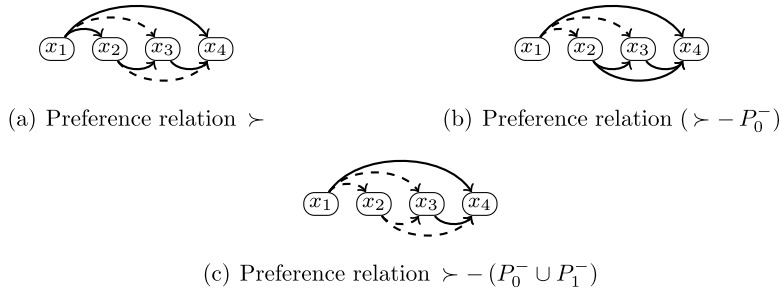 x₁ x₂ x₃ x₄
x₁ x₂ x₃ x₄
(a) Preference relation ≻
(b) Preference relation (≻ − P₀⁻)
x₁ x₂ x₃ x₄
(c) Preference relation ≻ − (P₀⁻ ∪ P₁⁻)